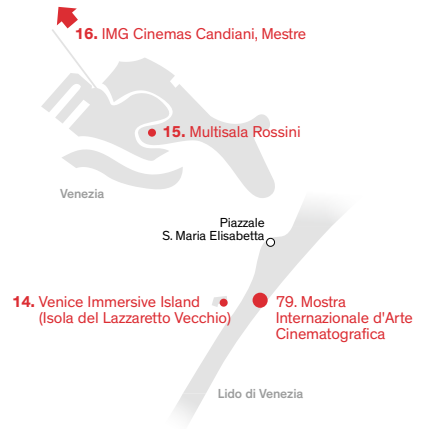 16. IMG Cinemas Candiani, Mestre
15. Multisala Rossini
Venezia
Piazzale
S. Maria Elisabetta
14. Venice Immersive Island
(Isola del Lazzaretto Vecchio)
79. Mostra
Internazionale d'Arte
Cinematografica
Lido di Venezia